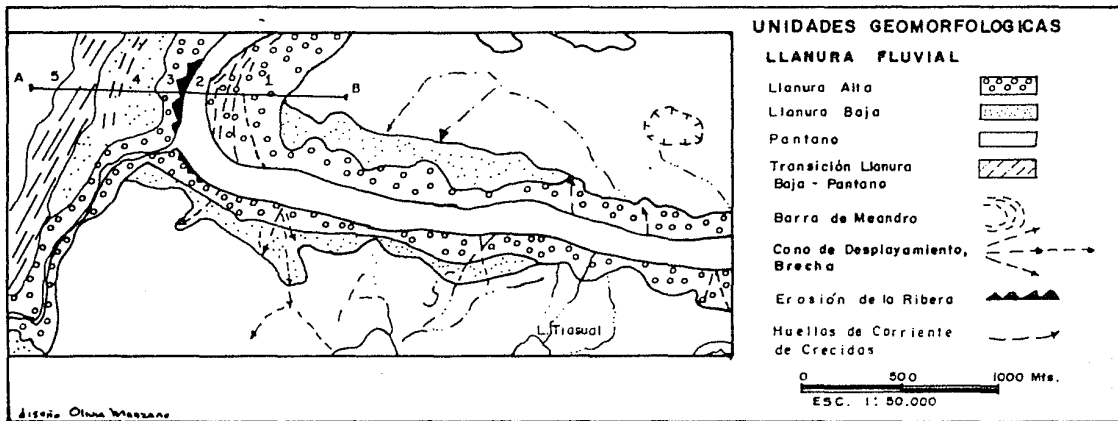 UNIDADES GEOMORFOLOGICAS
LLANURA FLUVIAL
Llanura Alta
Llanura Baja
Pantano
Transición Llanura
Baja - Pantano
Barra de Meandro
Cono de Desplayamiento,
Brecha
Erosión de la Ribera
Huellas de Corriente
de Crecidas
0 500 1000 Mts.
ESC. 1: 50.000
A 5 4 3 2 1 B
L. Tiasual
diseño Olivia Manzano